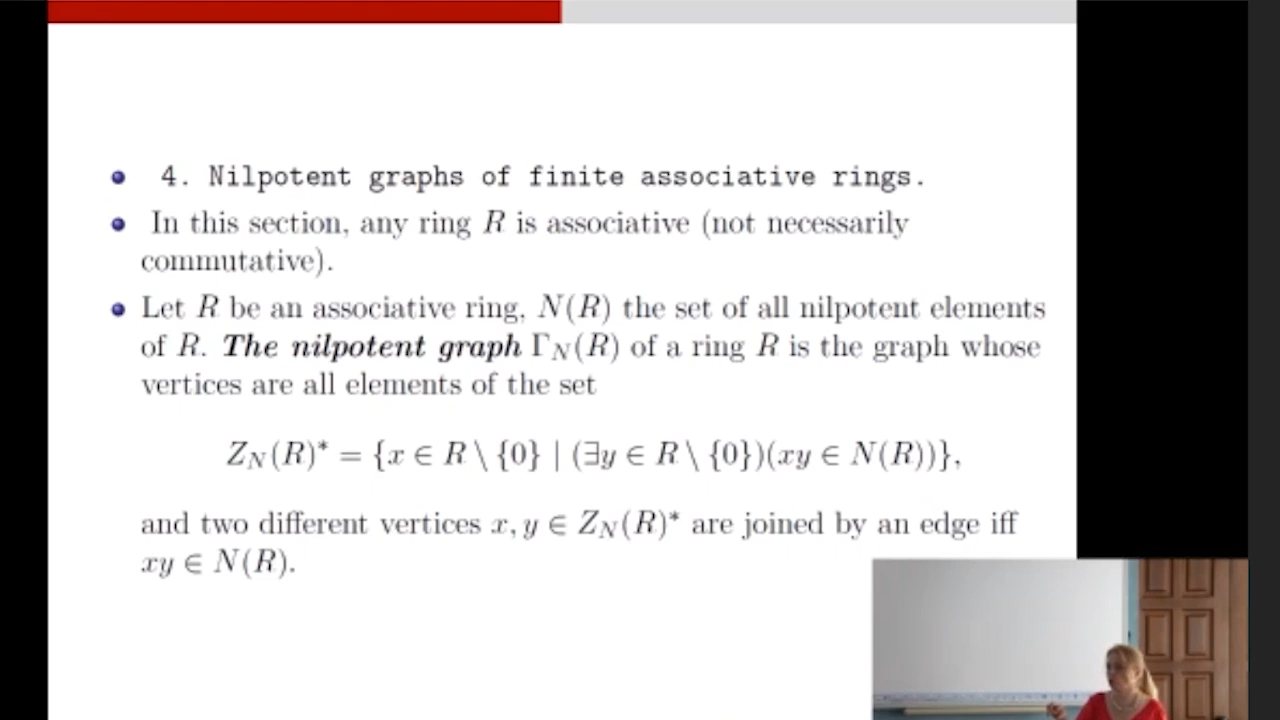 4. Nilpotent graphs of finite associative rings.
In this section, any ring R is associative (not necessarily
commutative).
Let R be an associative ring, N(R) the set of all nilpotent elements
of R. The nilpotent graph Γ_N(R) of a ring R is the graph whose
vertices are all elements of the set
Z_N(R)* = {x ∈ R \ {0} | (∃y ∈ R \ {0})(xy ∈ N(R))},
and two different vertices x, y ∈ Z_N(R)* are joined by an edge iff
xy ∈ N(R).